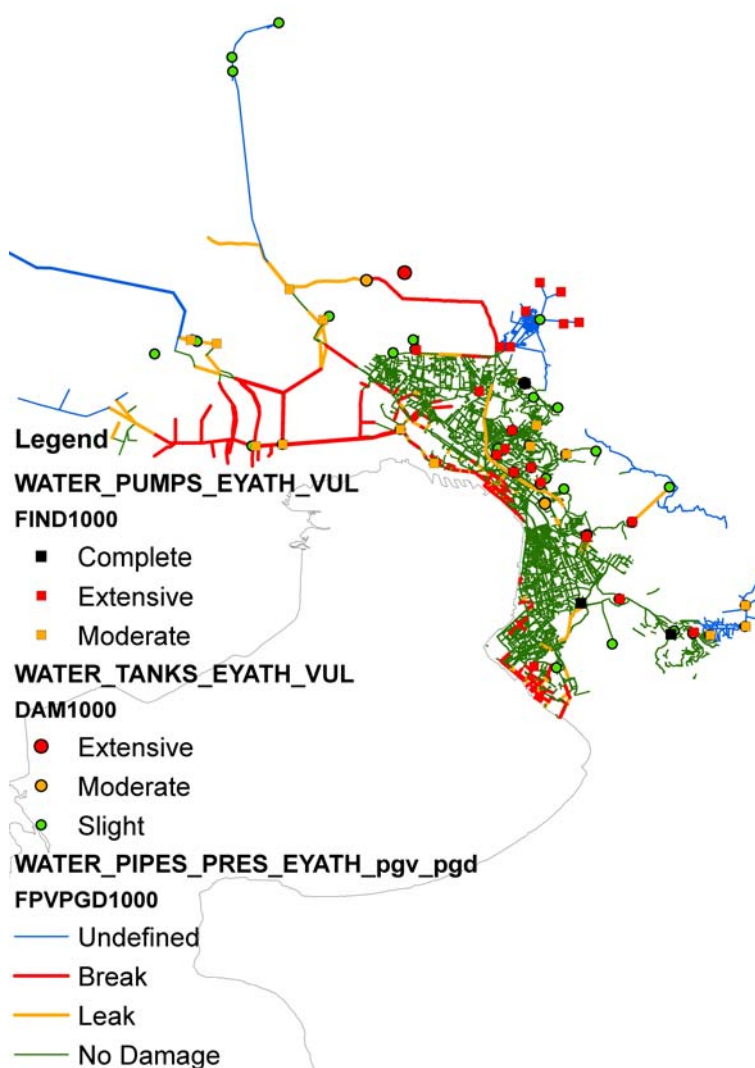 Legend
WATER_PUMPS_EYATH_VUL
FIND1000
Complete
Extensive
Moderate
WATER_TANKS_EYATH_VUL
DAM1000
Extensive
Moderate
Slight
WATER_PIPES_PRES_EYATH_pgv_pgd
FPVPGD1000
Undefined
Break
Leak
No Damage